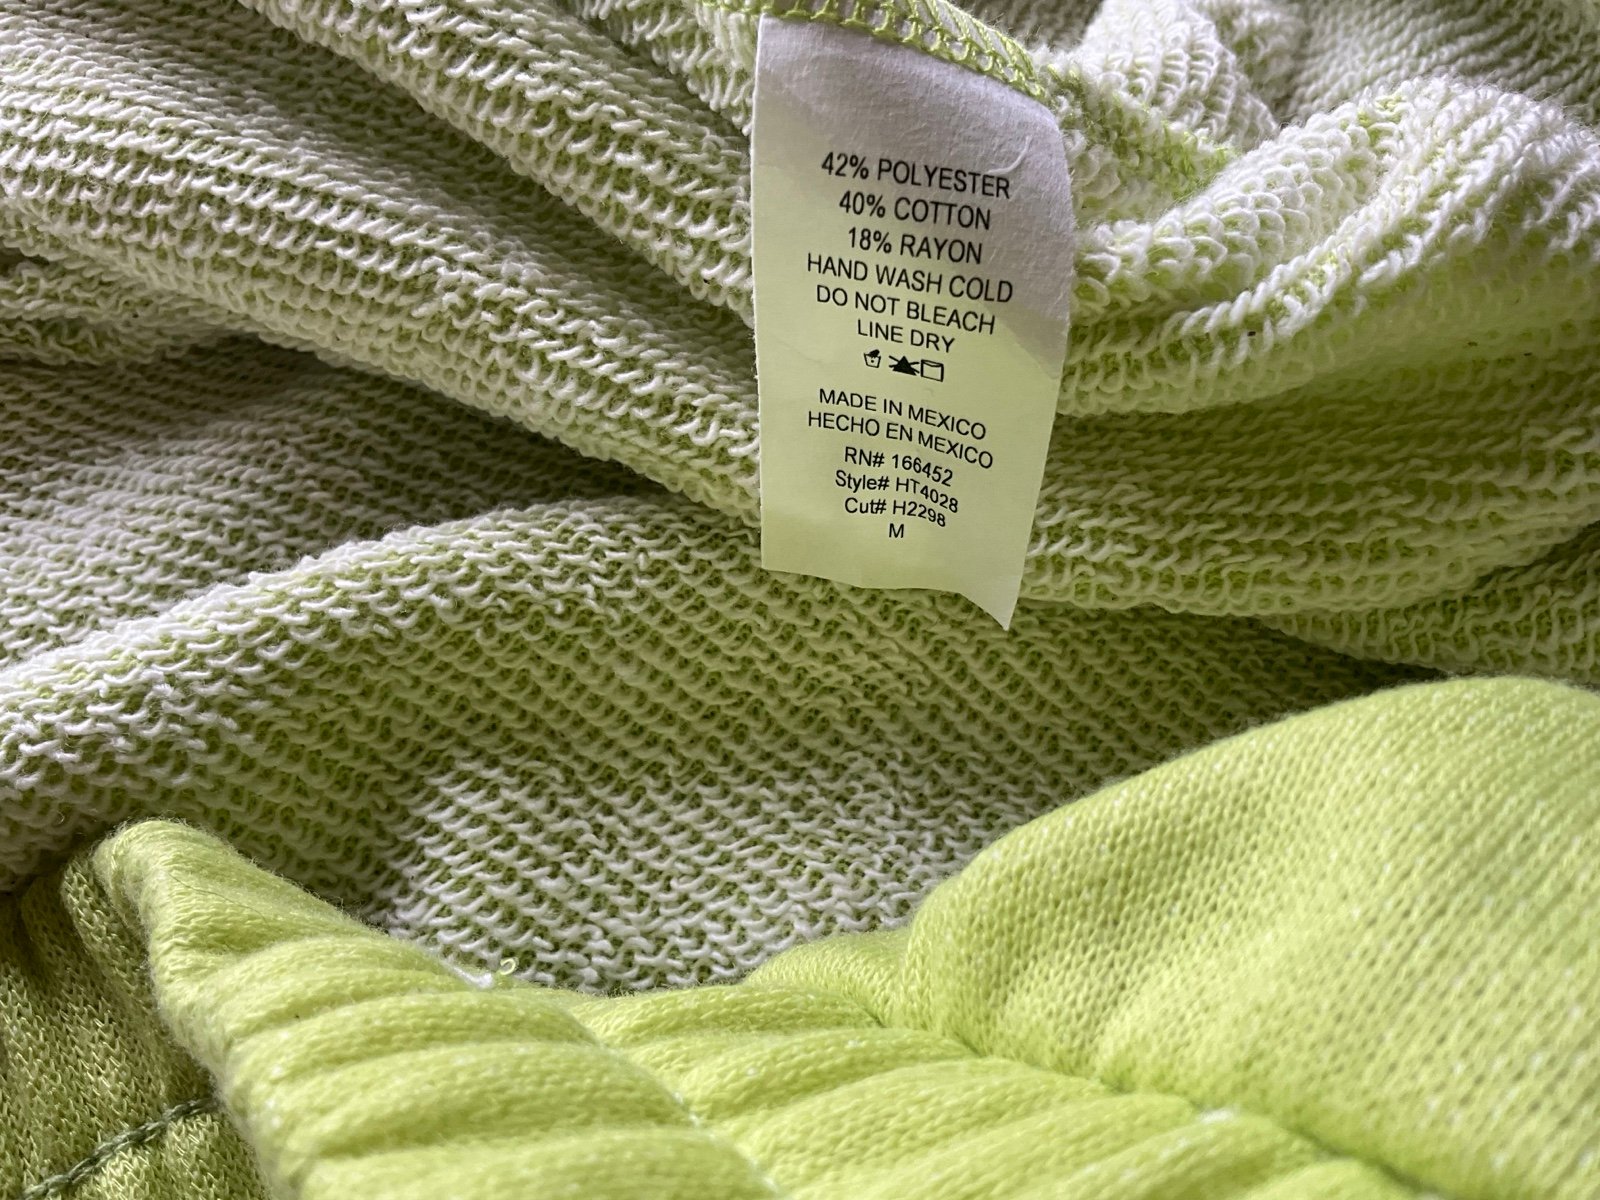 42% POLYESTER
40% COTTON
18% RAYON
HAND WASH COLD
DO NOT BLEACH
LINE DRY
MADE IN MEXICO
HECHO EN MEXICO
RN# 166452
Style# HT4028
Cut# H2298
M